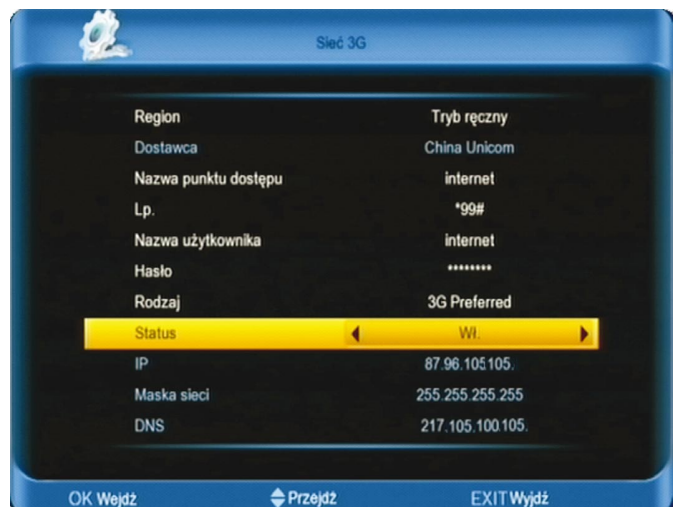 Sieć 3G
Region Tryb ręczny
Dostawca China Unicom
Nazwa punktu dostępu internet
Lp. *99#
Nazwa użytkownika internet
Hasło ********
Rodzaj 3G Preferred
Status Wł.
IP 87.96.105105.
Maska sieci 255.255.255.255
DNS 217.105.100105.
OK Wejdź Przejdź EXIT Wyjdź